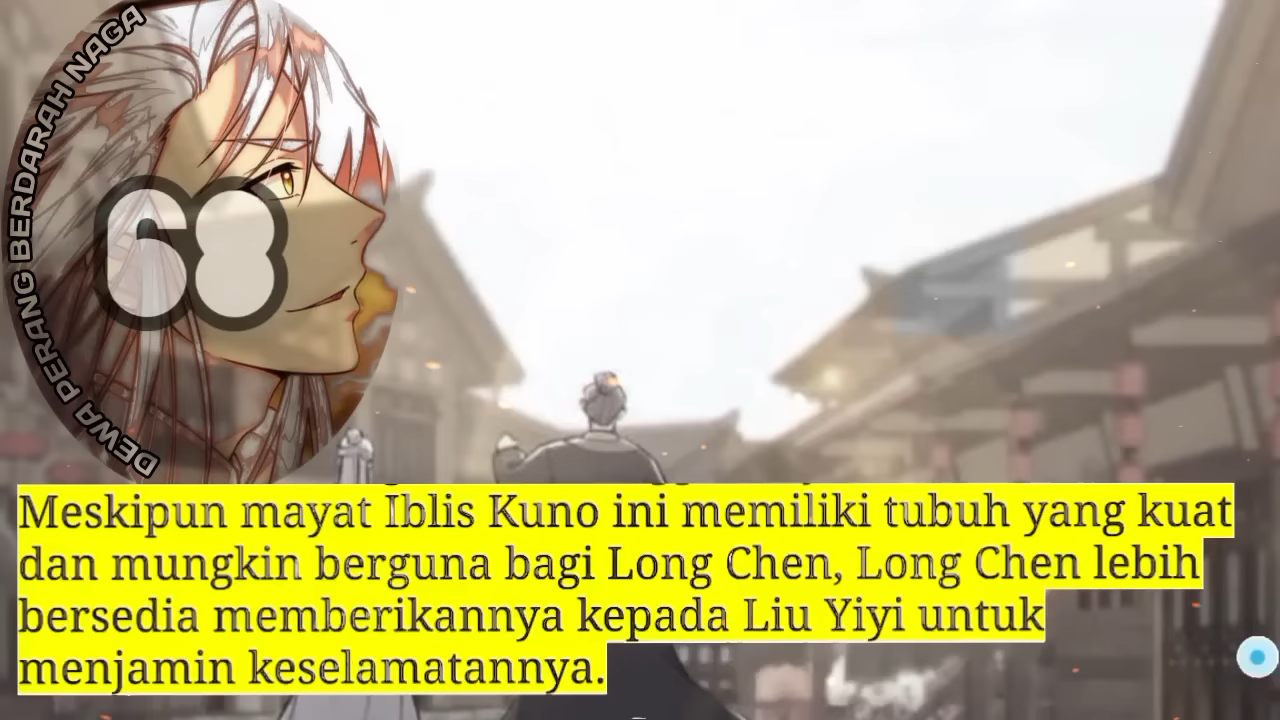 DEWA PERANG BERDARAH NAGA
68
Meskipun mayat Iblis Kuno ini memiliki tubuh yang kuat
dan mungkin berguna bagi Long Chen, Long Chen lebih
bersedia memberikannya kepada Liu Yiyi untuk
menjamin keselamatannya.